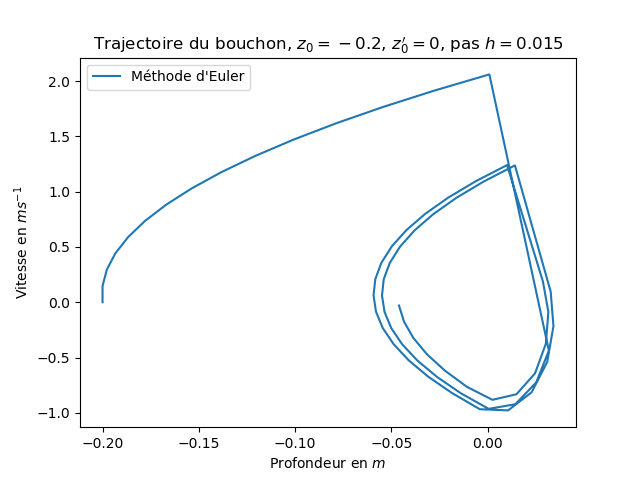 Trajectoire du bouchon, $z_0 = -0.2$, $z_0' = 0$, pas $h = 0.015$
Méthode d'Euler
2.0
1.5
1.0
0.5
0.0
−0.5
−1.0
Vitesse en $ms^{-1}$
−0.20 −0.15 −0.10 −0.05 0.00
Profondeur en $m$